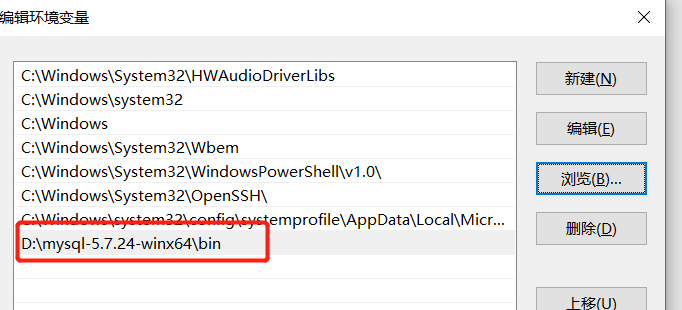 编辑环境变量
C:\Windows\System32\HWAudioDriverLibs
C:\Windows\system32
C:\Windows
C:\Windows\System32\Wbem
C:\Windows\System32\WindowsPowerShell\v1.0\
C:\Windows\System32\OpenSSH\
C:\Windows\system32\config\systemprofile\AppData\Local\Micr...
D:\mysql-5.7.24-winx64\bin
新建(N)
编辑(E)
浏览(B)...
删除(D)
上移(U)